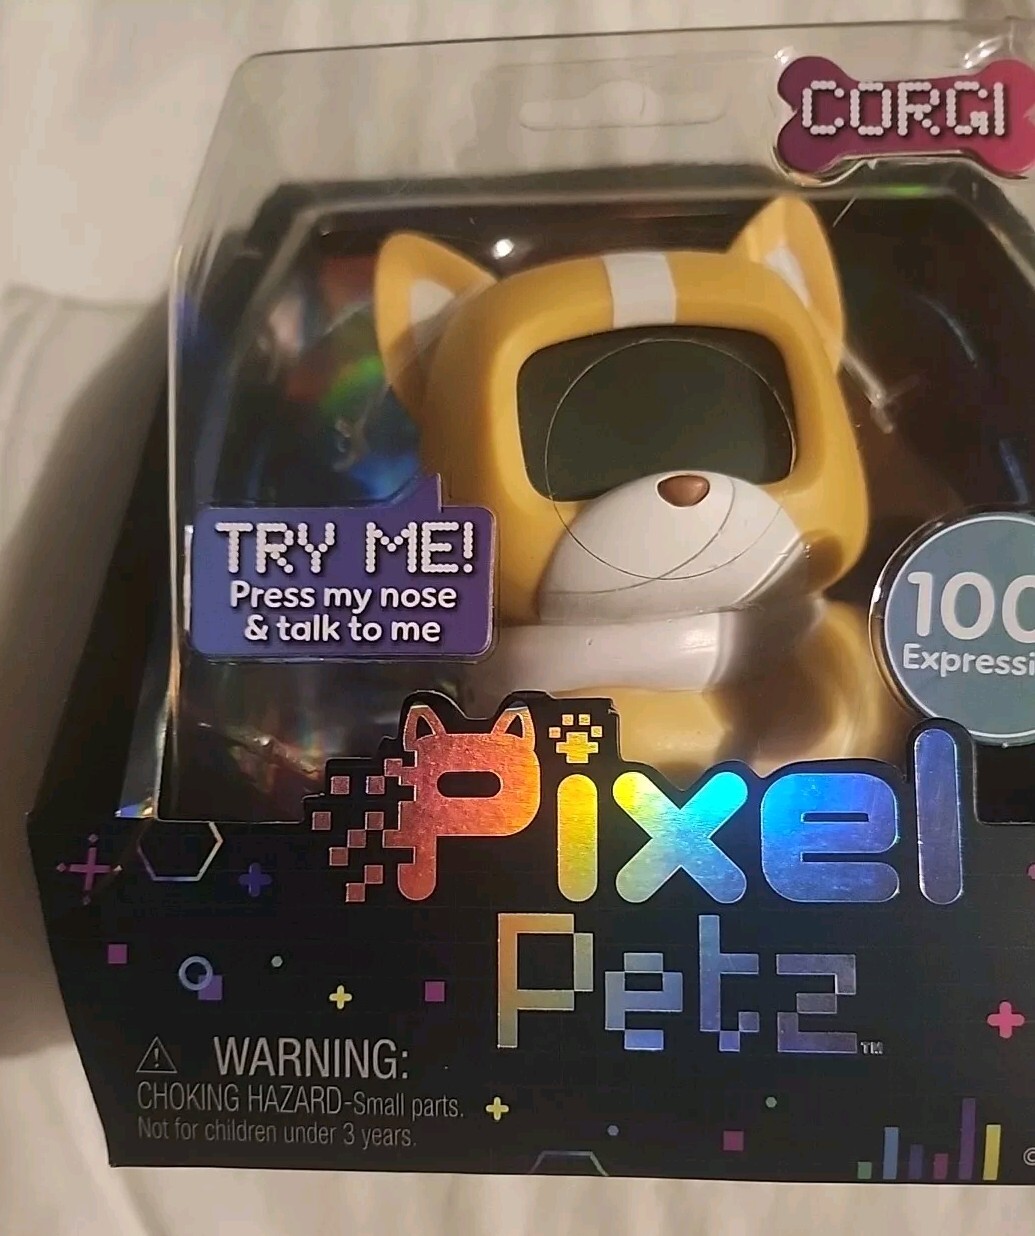 CORGI
TRY ME!
Press my nose
& talk to me
100
Pixel
Petz
TM
WARNING:
CHOKING HAZARD-Small parts.
Not for children under 3 years.
©